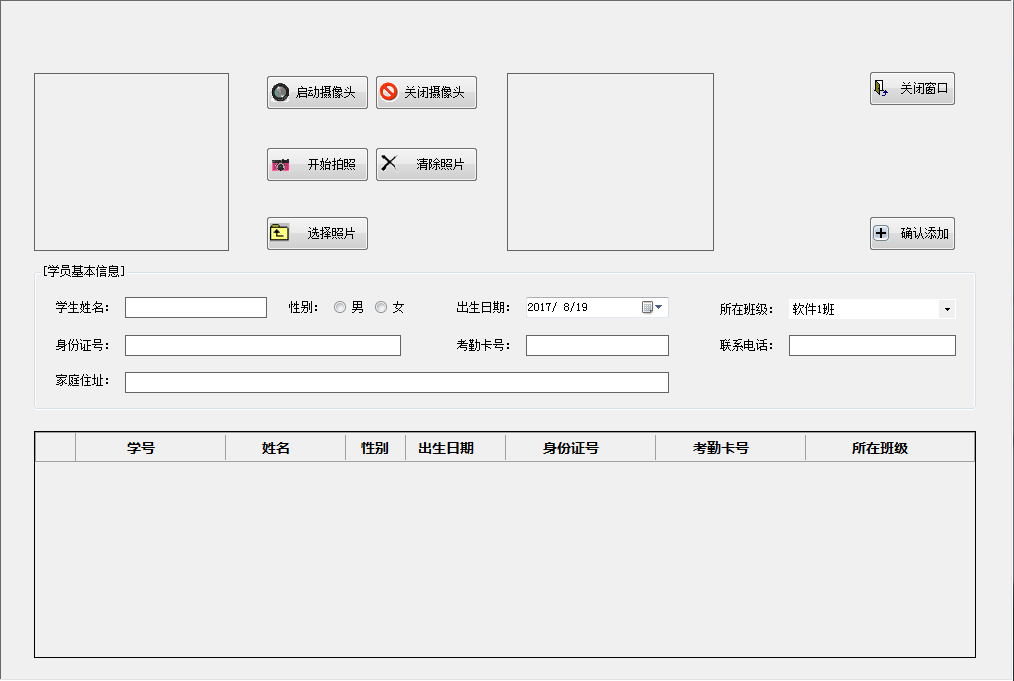 启动摄像头 关闭摄像头 关闭窗口
开始拍照 清除照片
选择照片 确认添加
[学员基本信息]
学生姓名： 性别： 男 女 出生日期： 2017/ 8/19 所在班级： 软件1班
身份证号： 考勤卡号： 联系电话：
家庭住址：
学号 姓名 性别 出生日期 身份证号 考勤卡号 所在班级